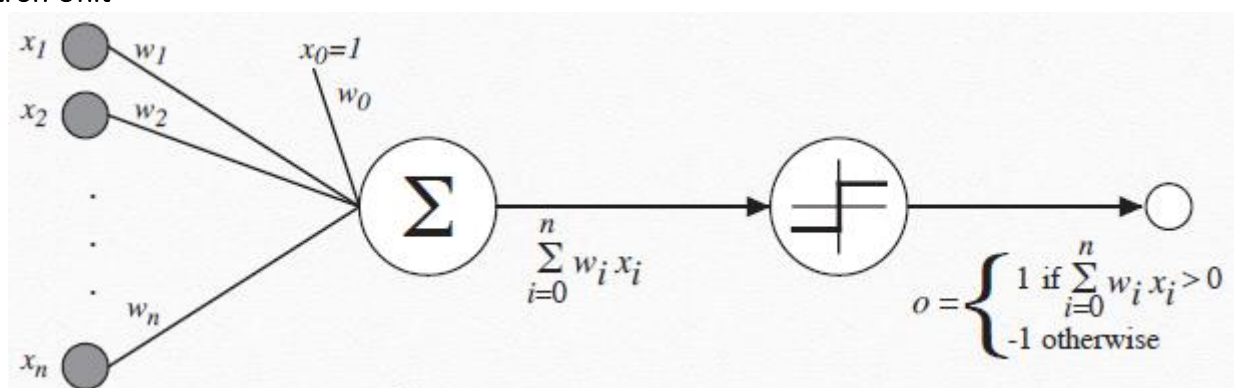 x1 w1 x0=1
x2 w2 w0
.
.
.
wn
xn
Σ
n
Σ wi xi
i=0
n
o = { 1 if Σ wi xi > 0
i=0
-1 otherwise